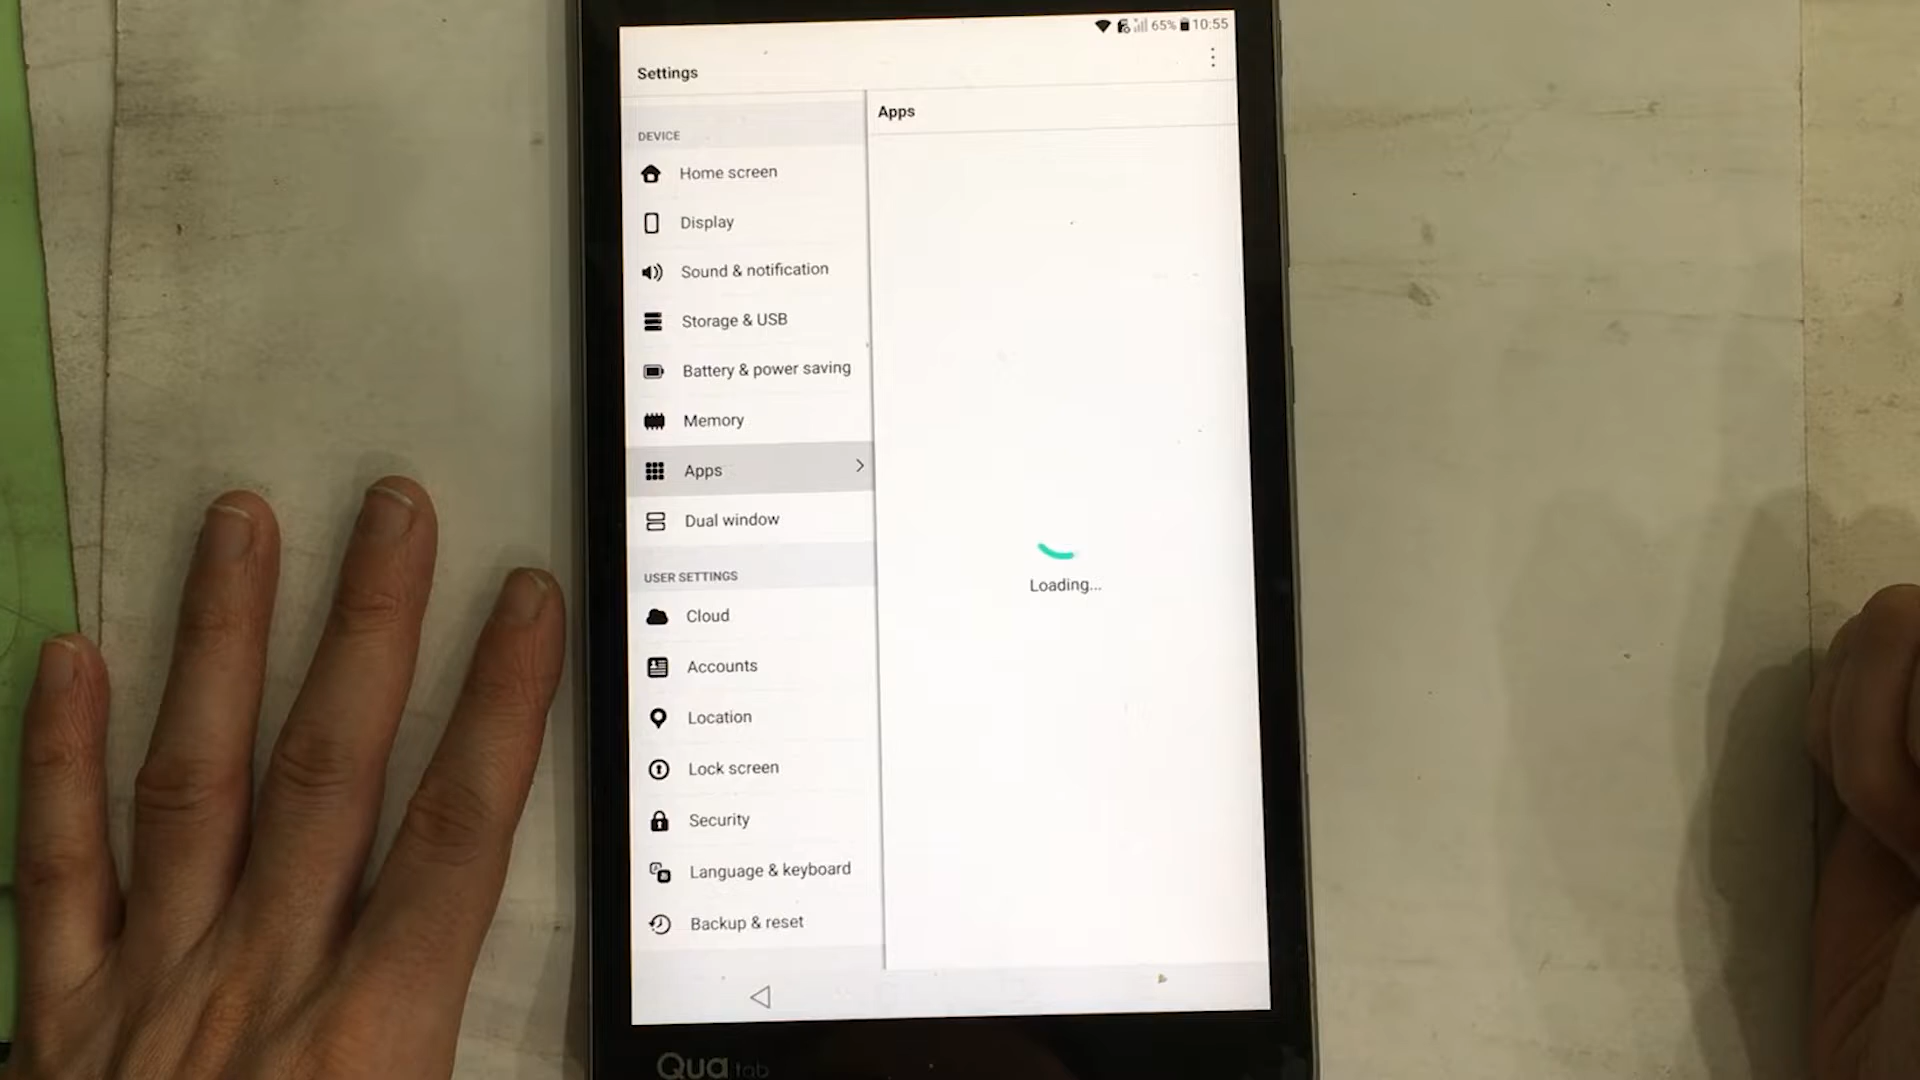 65% 10:55
Settings
Apps
DEVICE
Home screen
Display
Sound & notification
Storage & USB
Battery & power saving
Memory
Apps
Dual window
Loading...
USER SETTINGS
Cloud
Accounts
Location
Lock screen
Security
Language & keyboard
Backup & reset
Qua tab